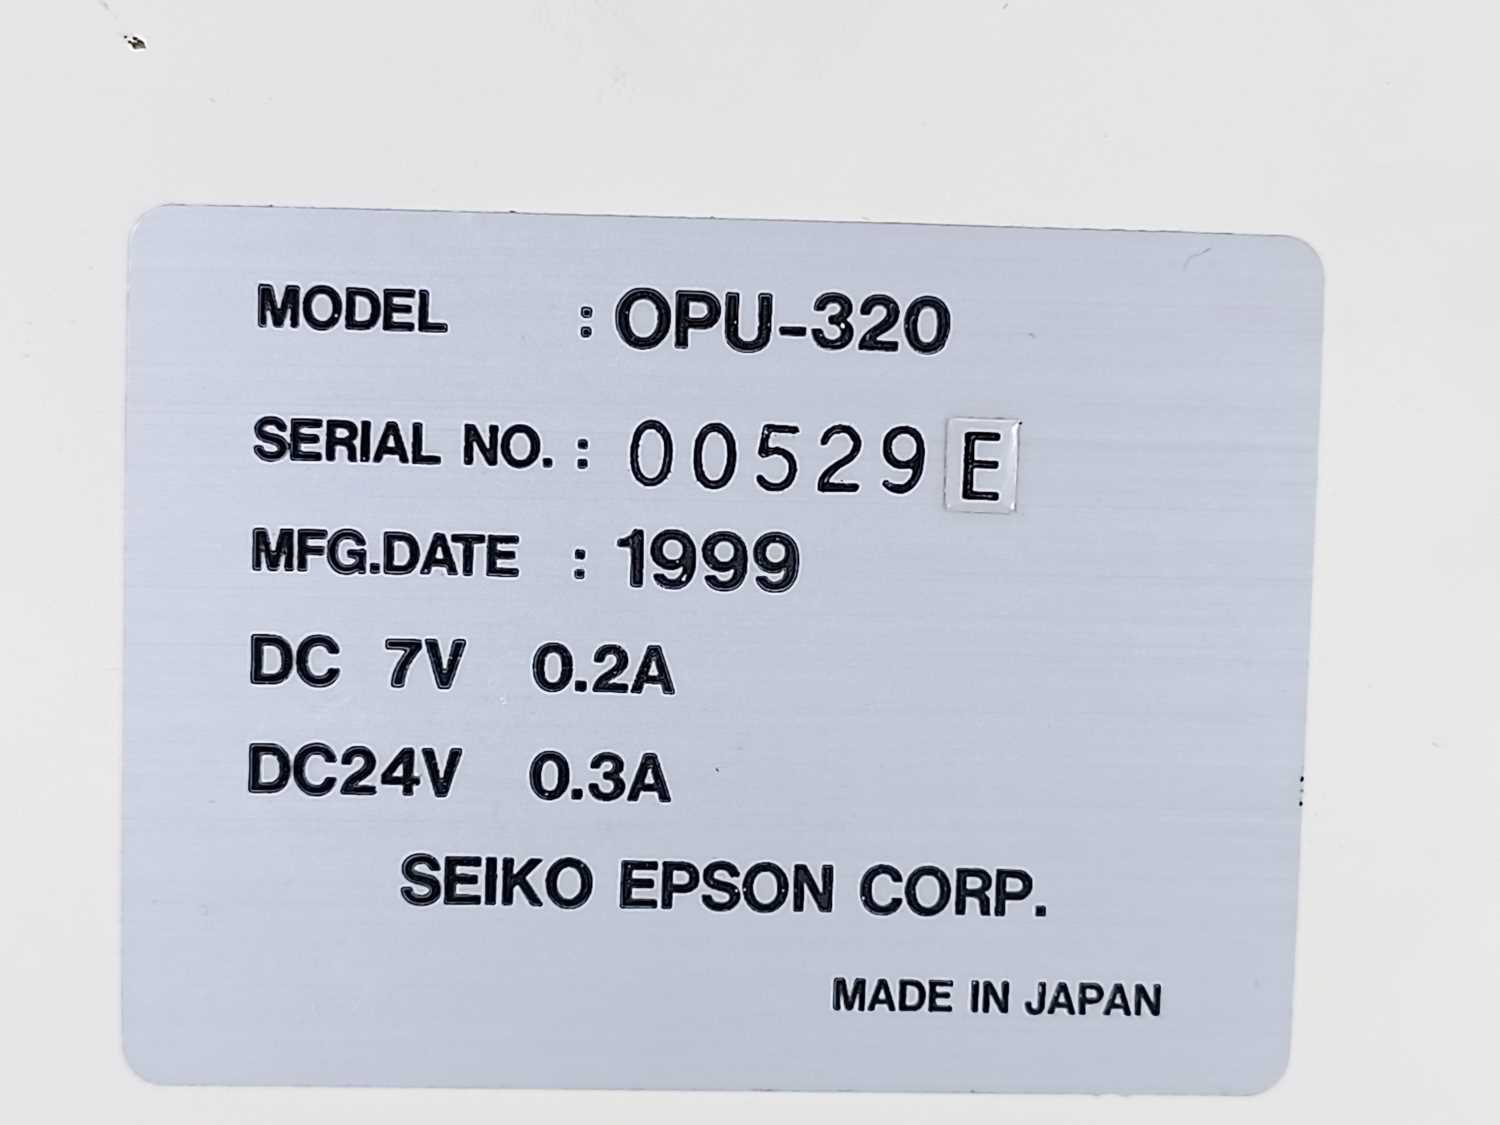 MODEL : OPU-320
SERIAL NO. : 00529E
MFG.DATE : 1999
DC 7V 0.2A
DC24V 0.3A
SEIKO EPSON CORP.
MADE IN JAPAN